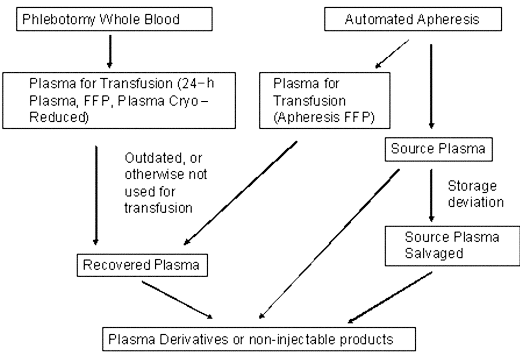 Phlebotomy Whole Blood
Automated Apheresis
Plasma for Transfusion (24-h
Plasma, FFP, Plasma Cryo–
Reduced)
Plasma for
Transfusion
(Apheresis FFP)
Source Plasma
Outdated, or
otherwise not
used for
transfusion
Storage
deviation
Source Plasma
Salvaged
Recovered Plasma
Plasma Derivatives or non-injectable products